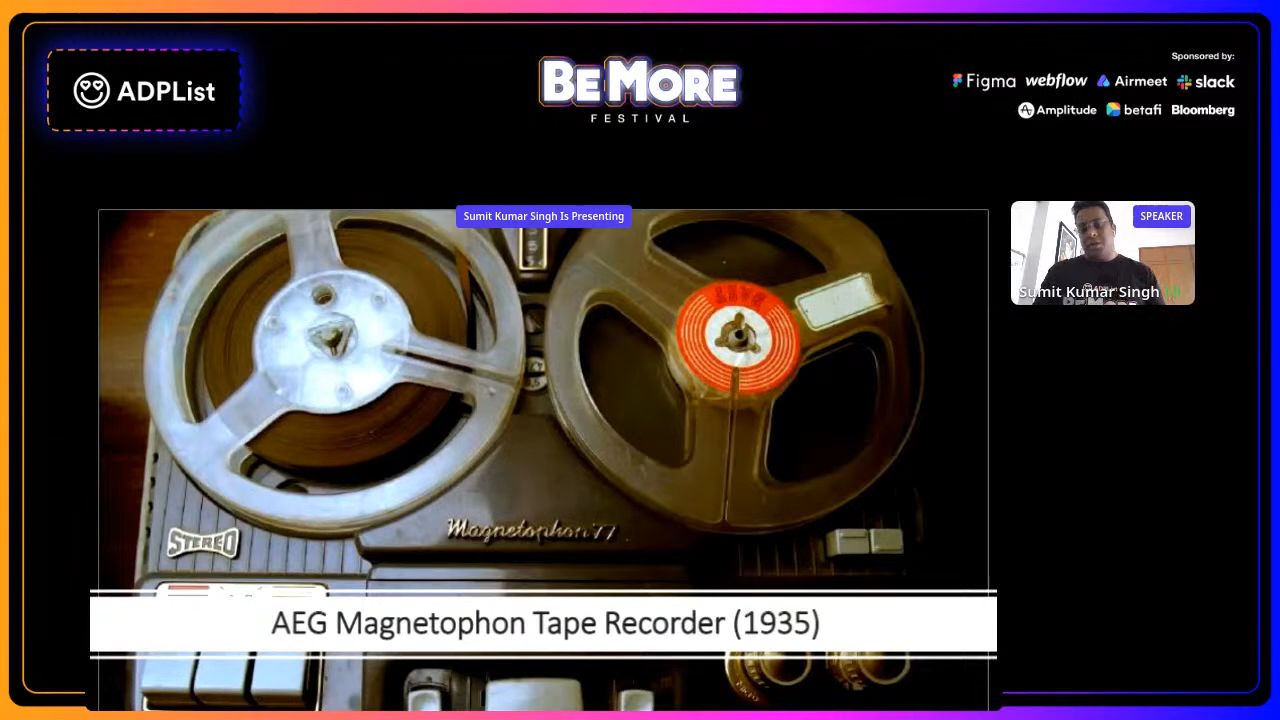 ADPList
BE MORE
FESTIVAL
Sponsored by:
Figma webflow Airmeet slack
Amplitude betafi Bloomberg
Sumit Kumar Singh Is Presenting
SPEAKER
Sumit Kumar Singh
Magnetophon 77
STEREO
AEG Magnetophon Tape Recorder (1935)